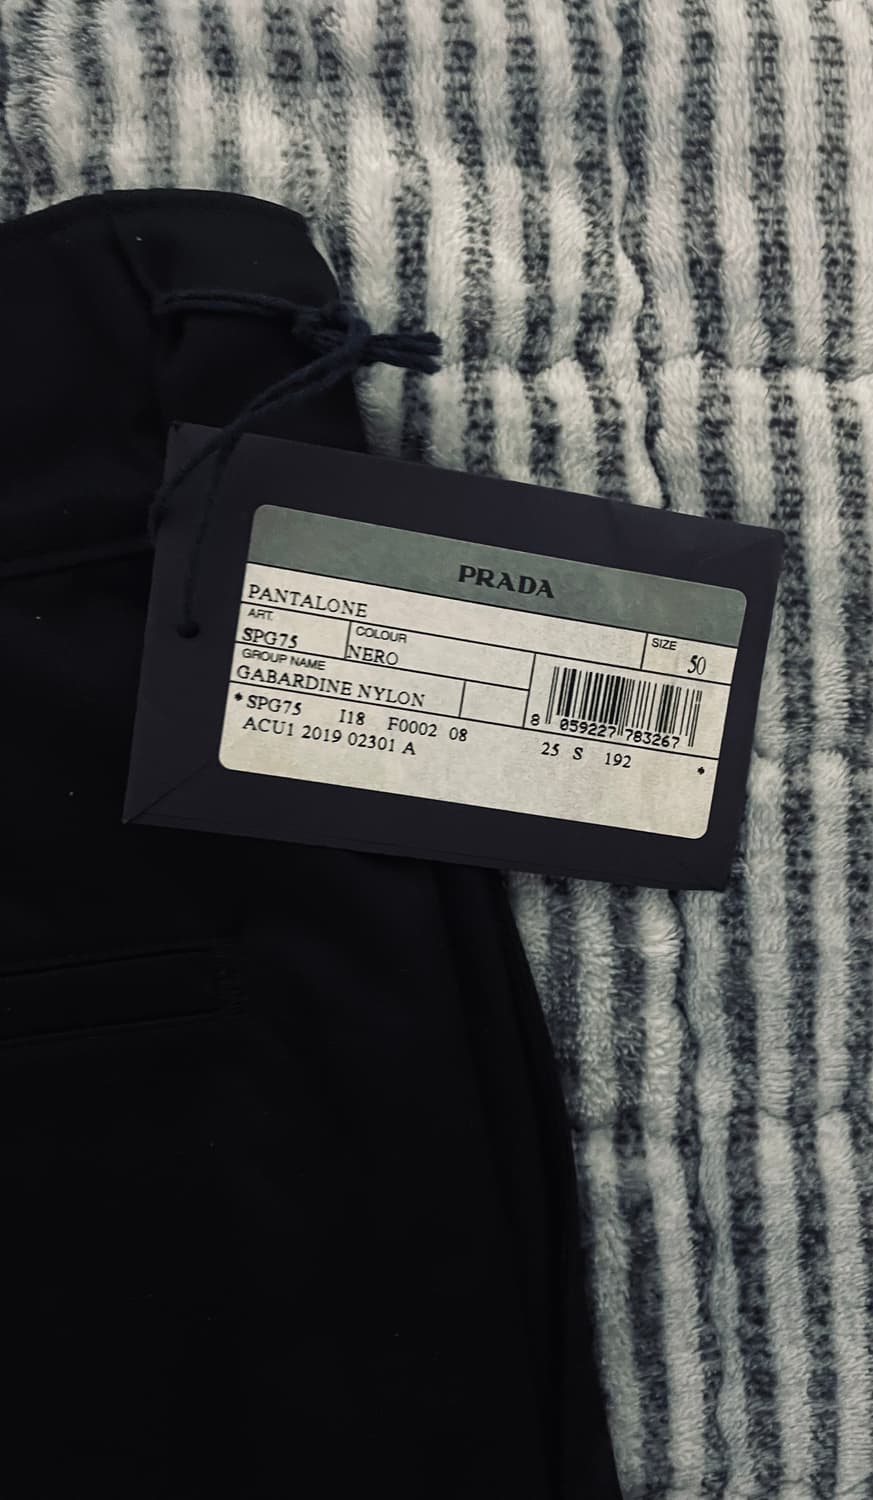 PRADA
PANTALONE
SIZE 50
ART. COLOUR
SPG75 NERO
GROUP NAME
GABARDINE NYLON
8 059227 783267
*SPG75 I18 F0002 08 25 S 192 *
ACU1 2019 02301 A